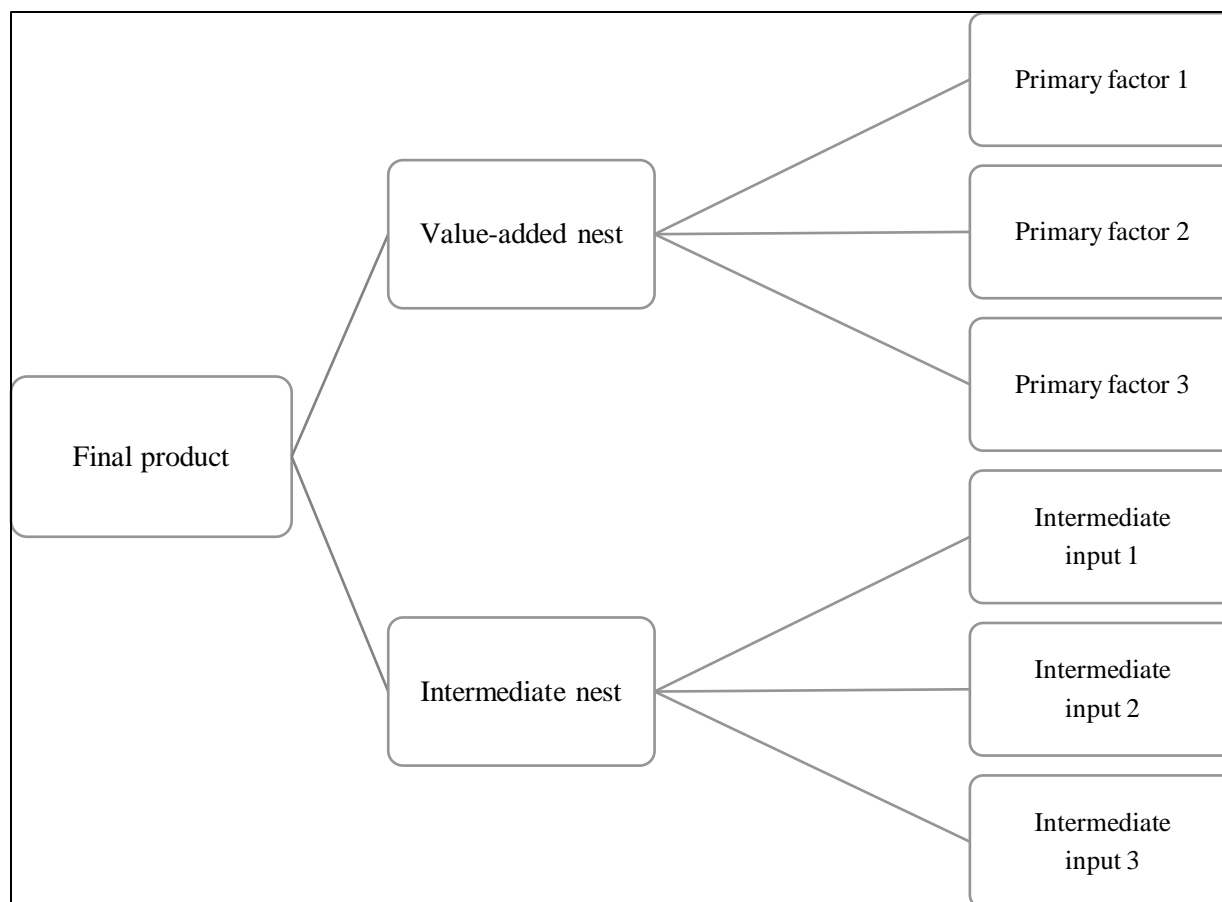 Primary factor 1
Value-added nest
Primary factor 2
Primary factor 3
Final product
Intermediate
input 1
Intermediate nest
Intermediate
input 2
Intermediate
input 3